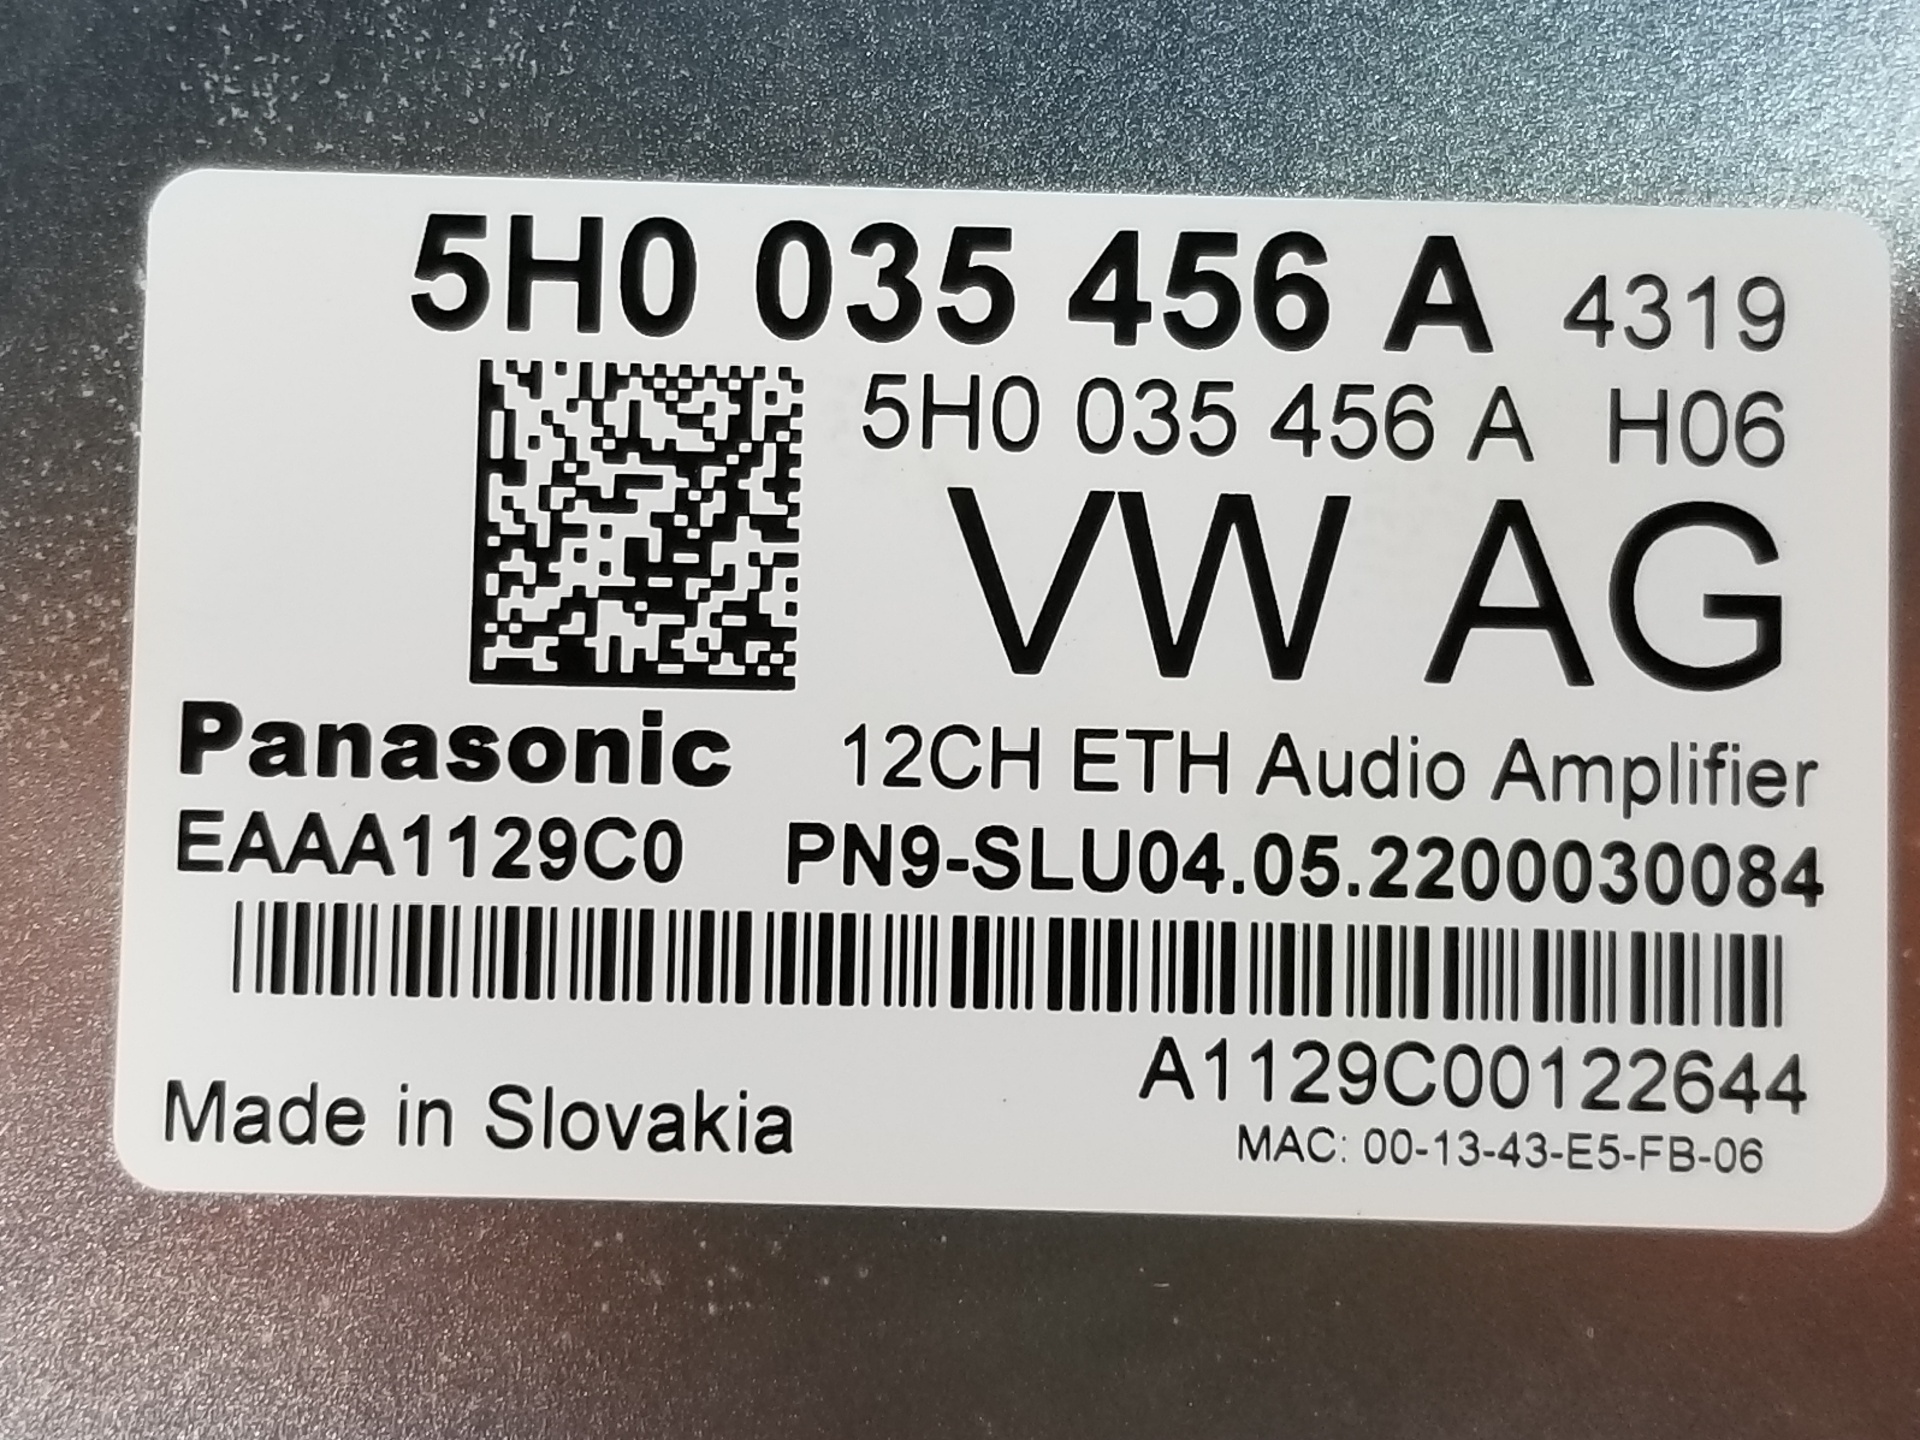 5H0 035 456 A 4319
5H0 035 456 A H06
VW AG
Panasonic 12CH ETH Audio Amplifier
EAAA1129C0 PN9-SLU04.05.2200030084
A1129C00122644
Made in Slovakia
MAC: 00-13-43-E5-FB-06